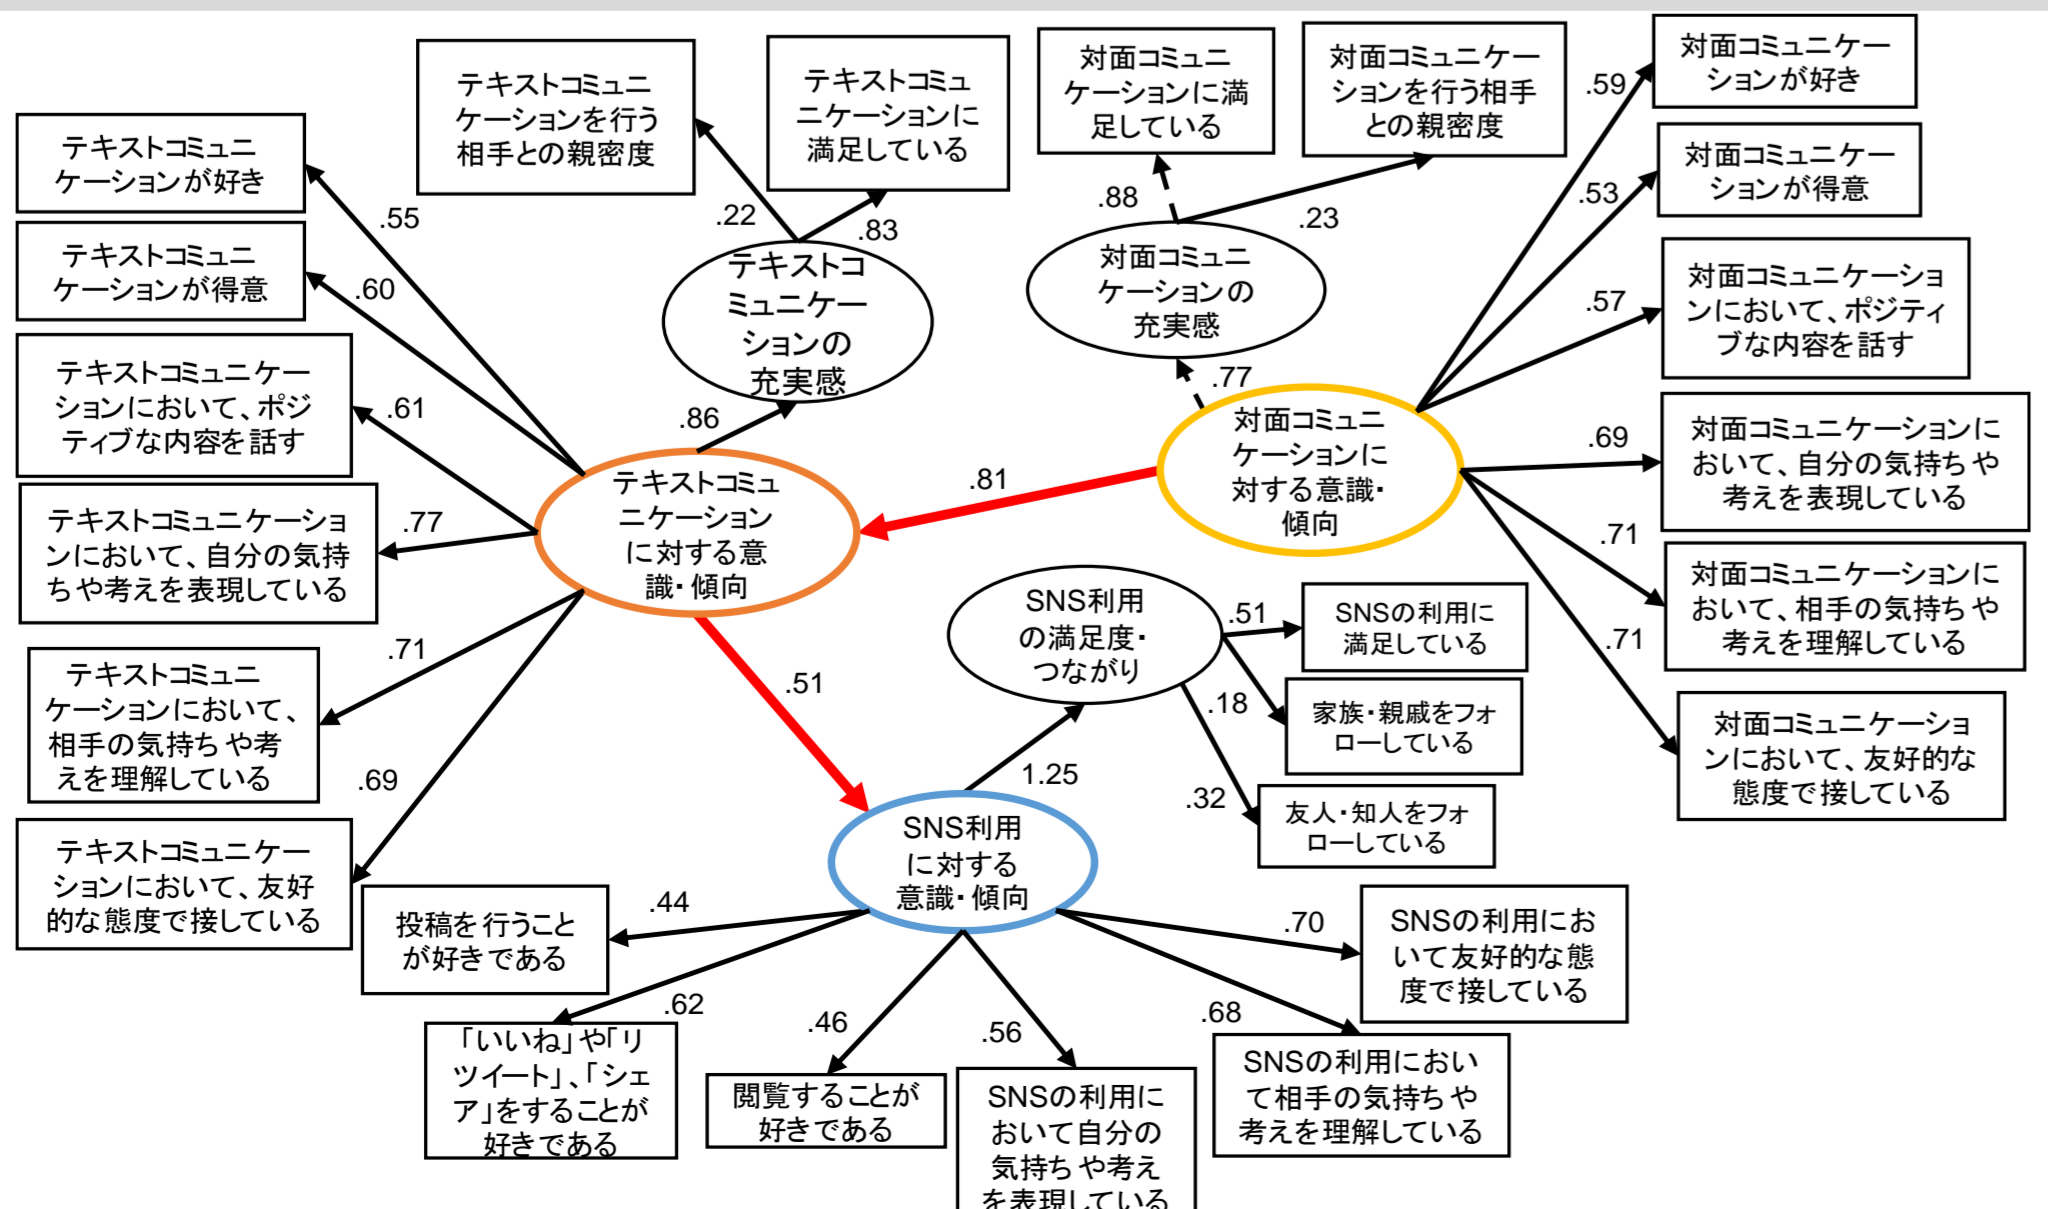 テキストコミュニ
ケーションを行う
相手との親密度
テキストコミュ
ニケーションに
満足している
対面コミュニ
ケーションに満
足している
対面コミュニケー
ションを行う相手
との親密度
対面コミュニケー
ションが好き
テキストコミュニ
ケーションが好き
対面コミュニケー
ションが得意
テキストコミュニ
ケーションが得意
対面コミュニケーショ
ンにおいて、ポジティ
ブな内容を話す
テキストコミュニケー
ションにおいて、ポジ
ティブな内容を話す
テキストコ
ミュニケー
ションの
充実感
対面コミュニ
ケーションの
充実感
.59
.53
.57
.55
.60
.61
.22
.83
.88
.23
.86
.77
.81
.69
.71
.71
対面コミュニケーションに
おいて、自分の気持ちや
考えを表現している
テキストコミュニケーショ
ンにおいて、自分の気持
ちや考えを表現している
.77
テキストコミュ
ニケーション
に対する意
識・傾向
対面コミュニ
ケーションに
対する意識・
傾向
対面コミュニケーションに
おいて、相手の気持ちや
考えを理解している
SNS利用
の満足度・
つながり
.51
SNSの利用に
満足している
.18
家族・親戚をフォ
ローしている
.32
友人・知人をフォ
ローしている
対面コミュニケーショ
ンにおいて、友好的な
態度で接している
テキストコミュニ
ケーションにおいて、
相手の気持ちや考
えを理解している
.71
.69
.51
1.25
テキストコミュニケー
ションにおいて、友好
的な態度で接している
SNS利用
に対する
意識・傾向
投稿を行うこと
が好きである
.44
.62
.46
.56
.68
.70
SNSの利用にお
いて友好的な態
度で接している
「いいね」や「リ
ツイート」、「シェ
ア」をすることが
好きである
閲覧することが
好きである
SNSの利用に
おいて自分の
気持ちや考え
を表現している
SNSの利用におい
て相手の気持ちや
考えを理解している